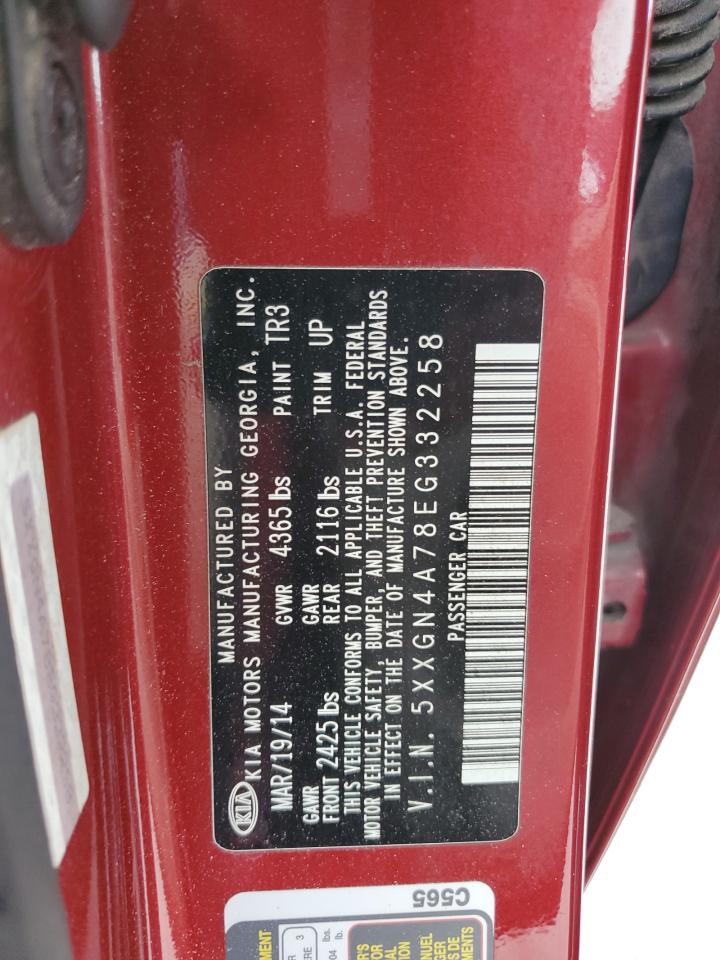 MANUFACTURED BY
KIA KIA MOTORS MANUFACTURING GEORGIA, INC.
MAR/19/14 GVWR 4365 lbs PAINT TR3
GAWR FRONT 2425 lbs GAWR REAR 2116 lbs TRIM UP
THIS VEHICLE CONFORMS TO ALL APPLICABLE U.S.A. FEDERAL
MOTOR VEHICLE SAFETY, BUMPER, AND THEFT PREVENTION STANDARDS
IN EFFECT ON THE DATE OF MANUFACTURE SHOWN ABOVE.
V.I.N. 5XXGN4A78EG332258
PASSENGER CAR
C565